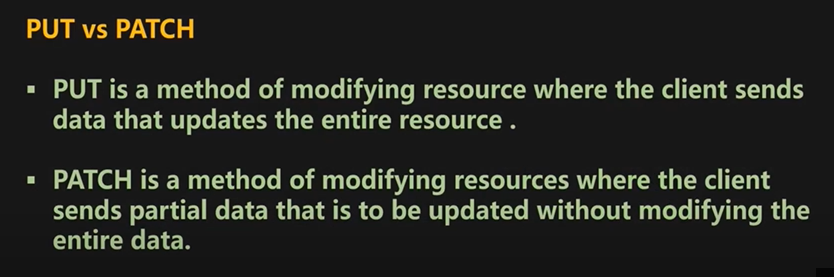 PUT vs PATCH
▪ PUT is a method of modifying resource where the client sends
data that updates the entire resource .
▪ PATCH is a method of modifying resources where the client
sends partial data that is to be updated without modifying the
entire data.